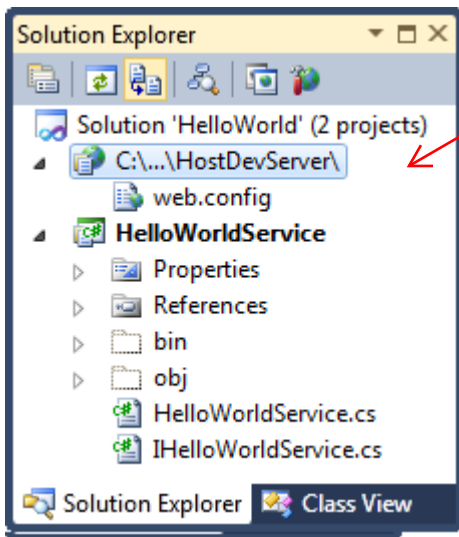 Solution Explorer
Solution 'HelloWorld' (2 projects)
C:\...\HostDevServer\
web.config
HelloWorldService
Properties
References
bin
obj
HelloWorldService.cs
IHelloWorldService.cs
Solution Explorer Class View